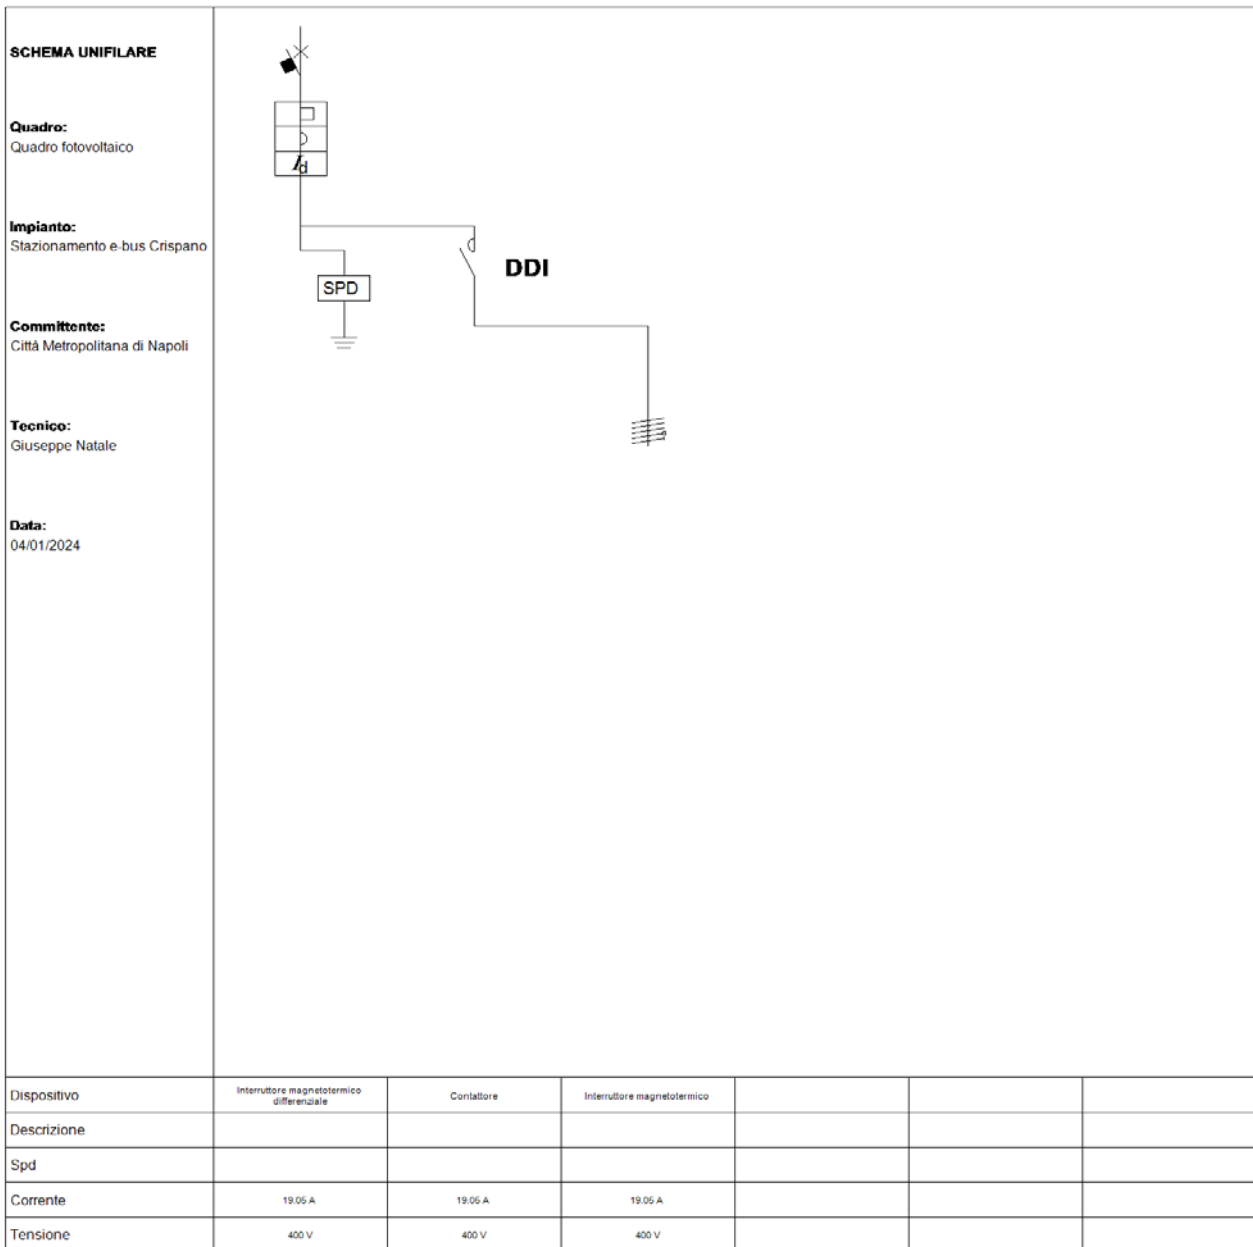 SCHEMA UNIFILARE
Quadro:
Quadro fotovoltaico
Impianto:
Stazionamento e-bus Crispano
Committente:
Città Metropolitana di Napoli
Tecnico:
Giuseppe Natale
Data:
04/01/2024
Id
SPD
DDI
Dispositivo
Interruttore magnetotermico
differenziale
Contattore
Interruttore magnetotermico
Descrizione
Spd
Corrente 19.05 A 19.05 A 19.05 A
Tensione 400 V 400 V 400 V